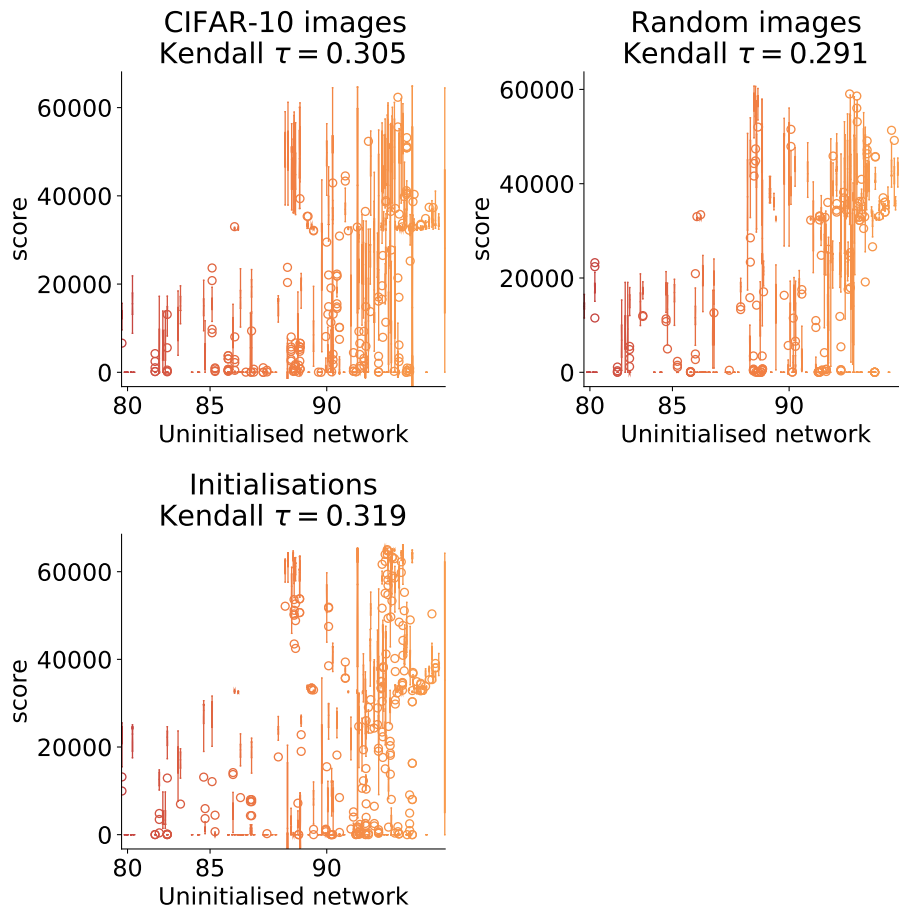 CIFAR-10 images
Kendall τ = 0.305
60000
40000
20000
0
score
80 85 90
Uninitialised network
Random images
Kendall τ = 0.291
60000
40000
20000
0
score
80 85 90
Uninitialised network
Initialisations
Kendall τ = 0.319
60000
40000
20000
0
score
80 85 90
Uninitialised network